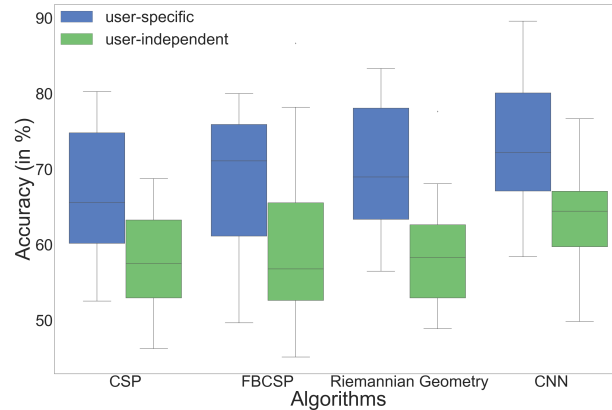 user-specific
user-independent
Accuracy (in %)
90
80
70
60
50
CSP FBCSP Riemannian Geometry CNN
Algorithms